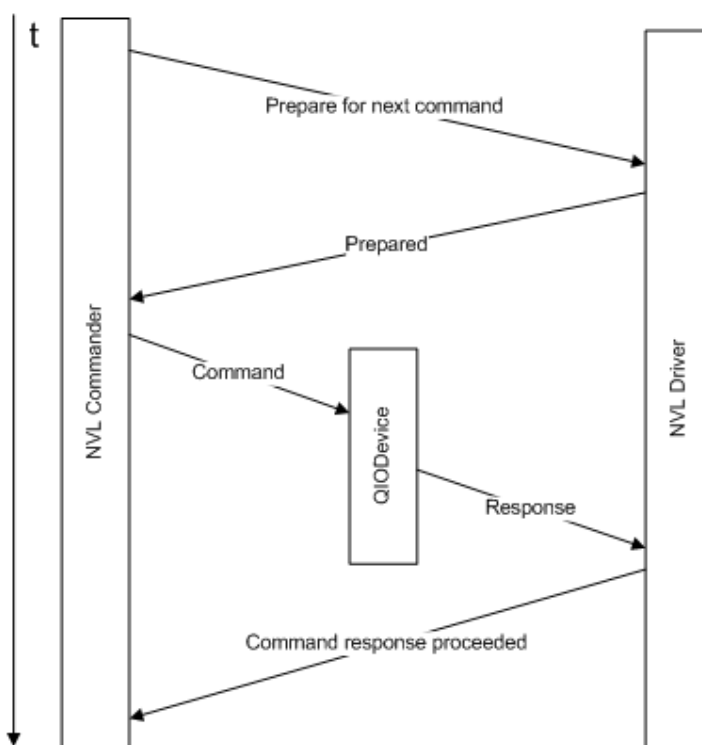 t
Prepare for next command
Prepared
NVL Commander
Command
QIODevice
NVL Driver
Response
Command response proceeded